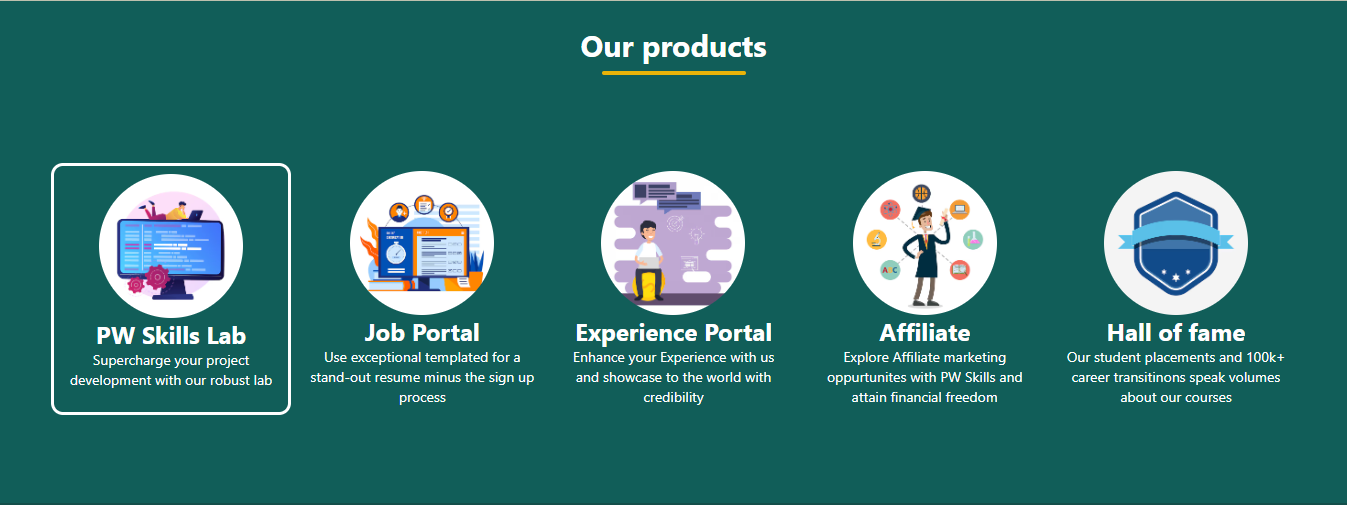 Our products
PW Skills Lab
Supercharge your project
development with our robust lab
Job Portal
Use exceptional templated for a
stand-out resume minus the sign up
process
Experience Portal
Enhance your Experience with us
and showcase to the world with
credibility
Affiliate
Explore Affiliate marketing
oppurtunites with PW Skills and
attain financial freedom
Hall of fame
Our student placements and 100k+
career transitinons speak volumes
about our courses